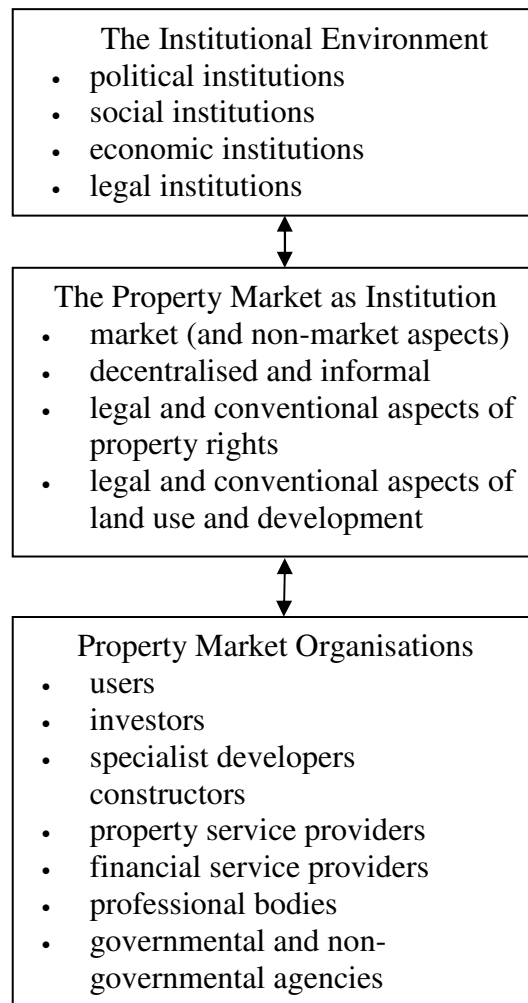 The Institutional Environment
• political institutions
• social institutions
• economic institutions
• legal institutions
The Property Market as Institution
• market (and non-market aspects)
• decentralised and informal
• legal and conventional aspects of
property rights
• legal and conventional aspects of
land use and development
Property Market Organisations
• users
• investors
• specialist developers
constructors
• property service providers
• financial service providers
• professional bodies
• governmental and non-
governmental agencies